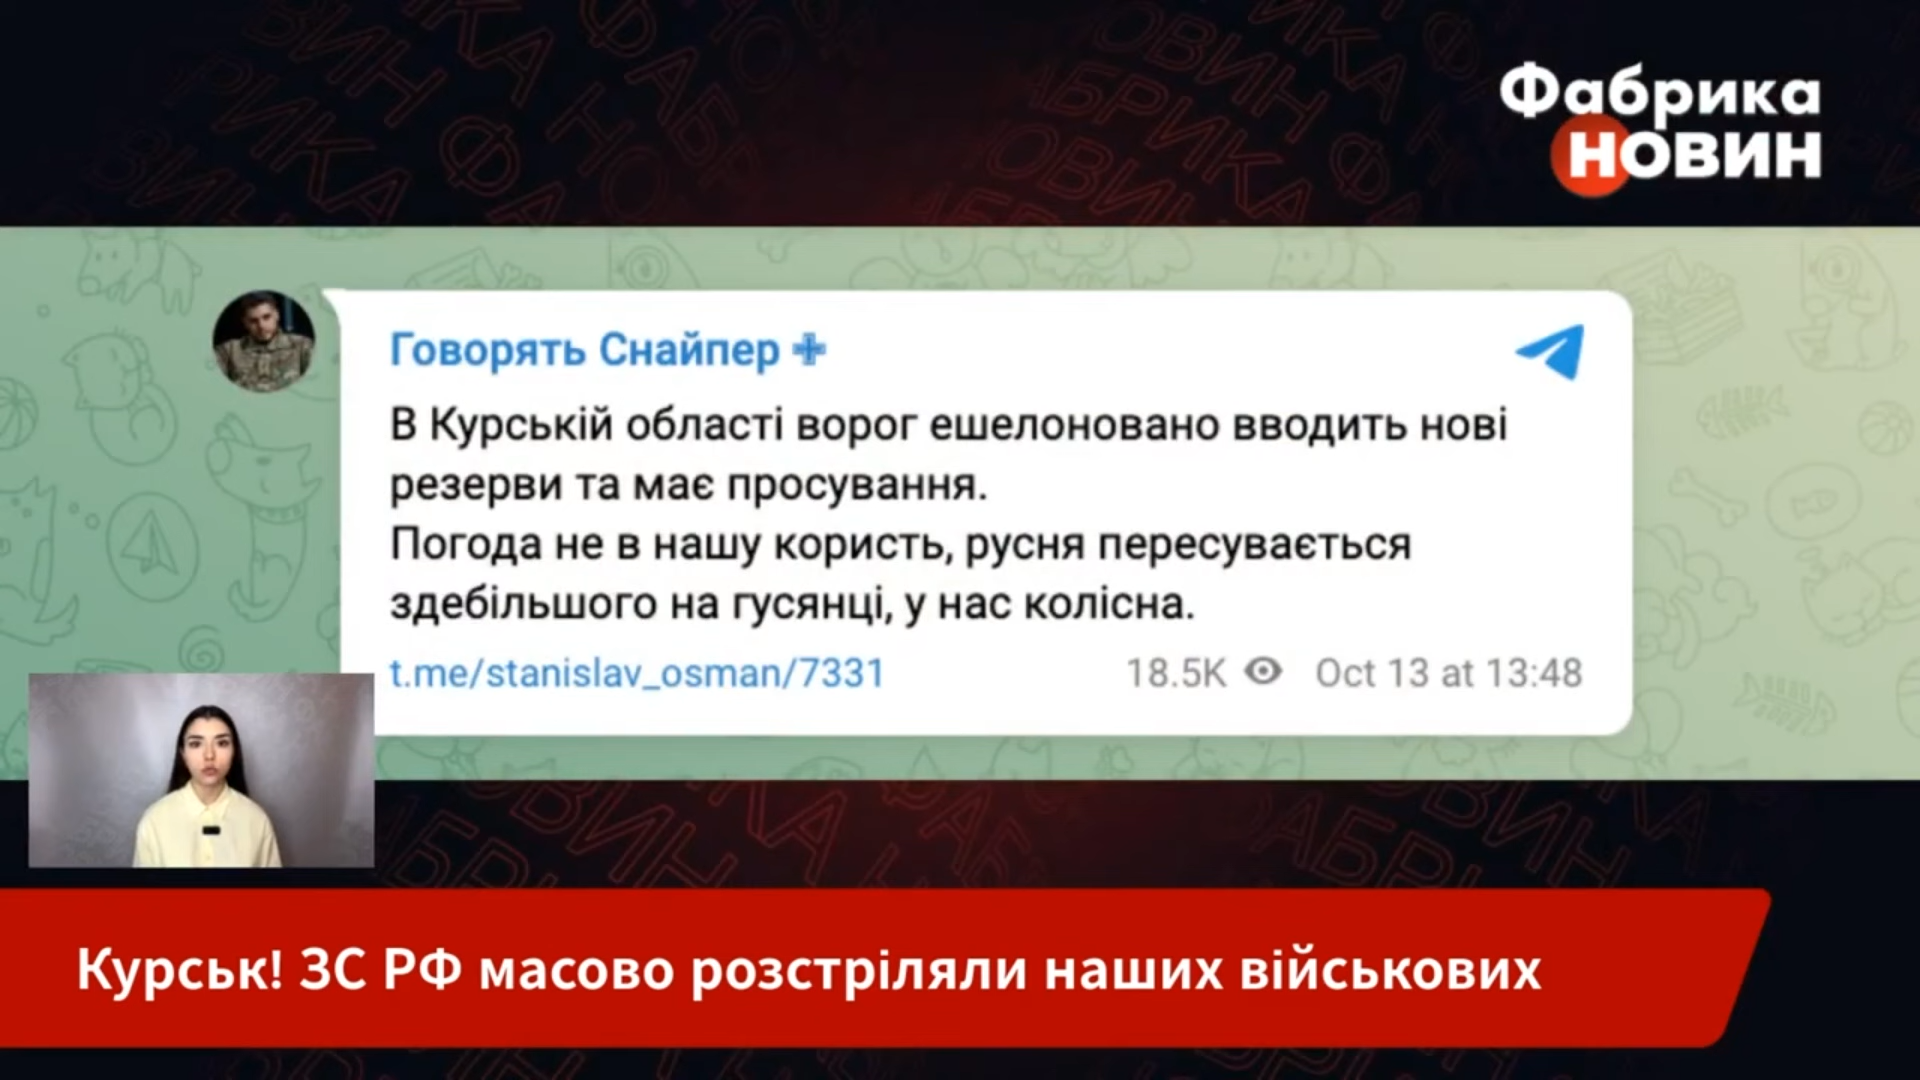 Фабрика
новин
Говорять Снайпер
В Курській області ворог ешелоновано вводить нові
резерви та має просування.
Погода не в нашу користь, русня пересувається
здебільшого на гусянці, у нас колісна.
t.me/stanislav_osman/7331 18.5K Oct 13 at 13:48
Курськ! ЗС РФ масово розстріляли наших військових